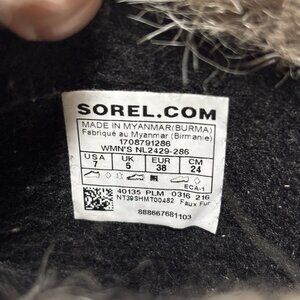 SOREL.COM
MADE IN MYANMAR(BURMA)
Fabriqué au Myanmar (Birmanie)
1708791286
WMN'S NL2429-286
USA UK EUR CM
7 5 38 24
ECA-1
40135 PLM 0316 216
NT39SHMT00482 Faux Fur
888667681103